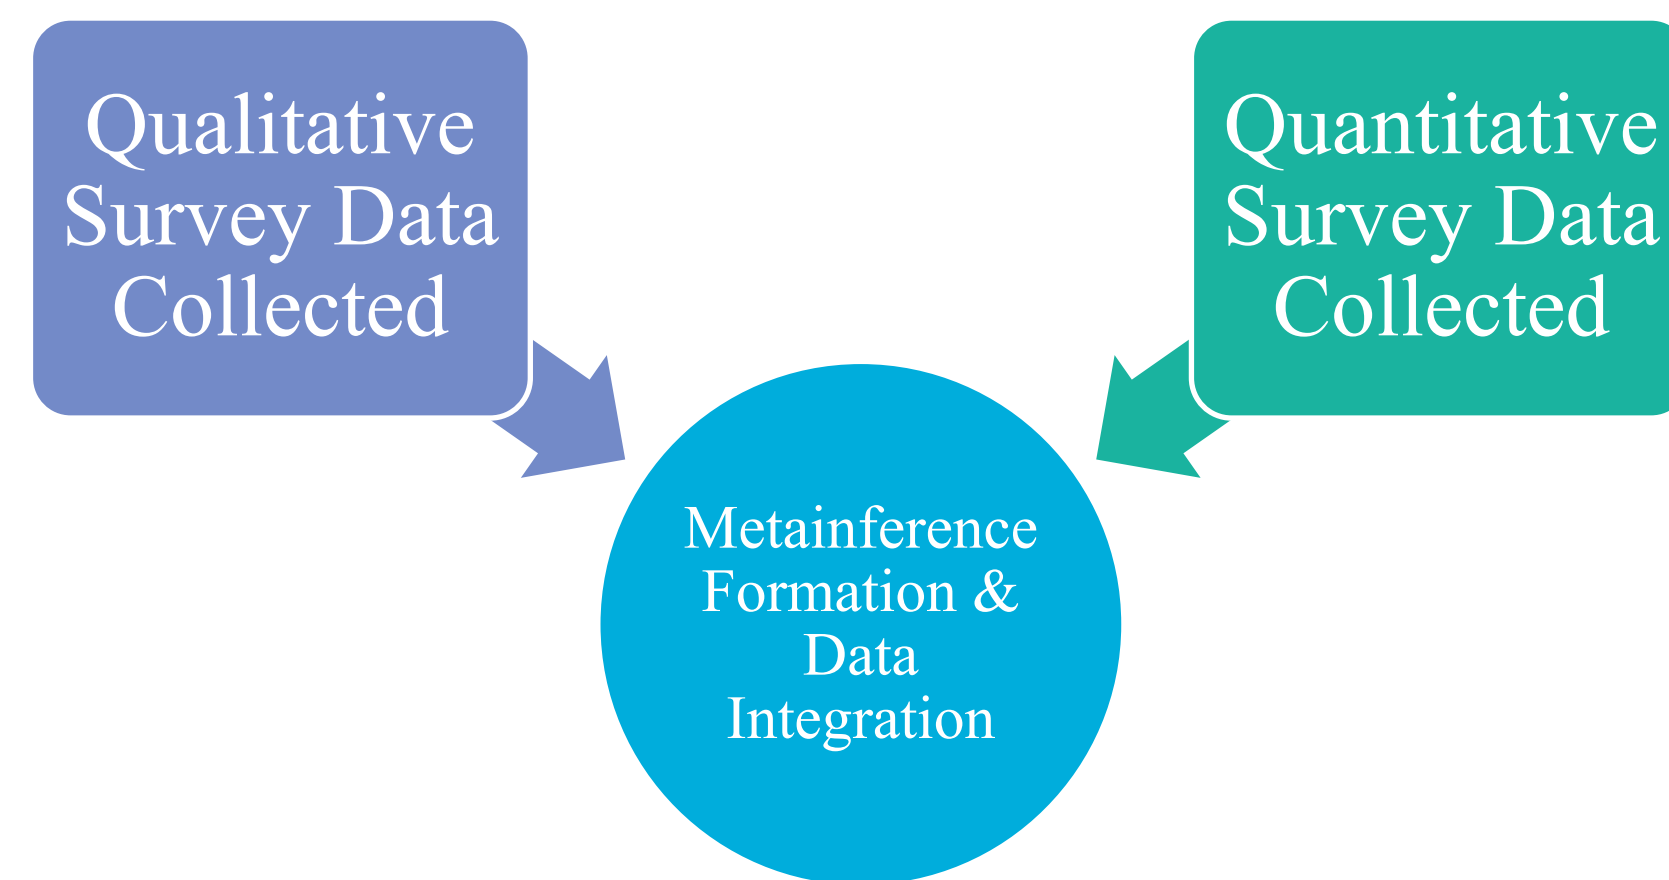 Qualitative
Survey Data
Collected
Quantitative
Survey Data
Collected
Metainference
Formation &
Data
Integration